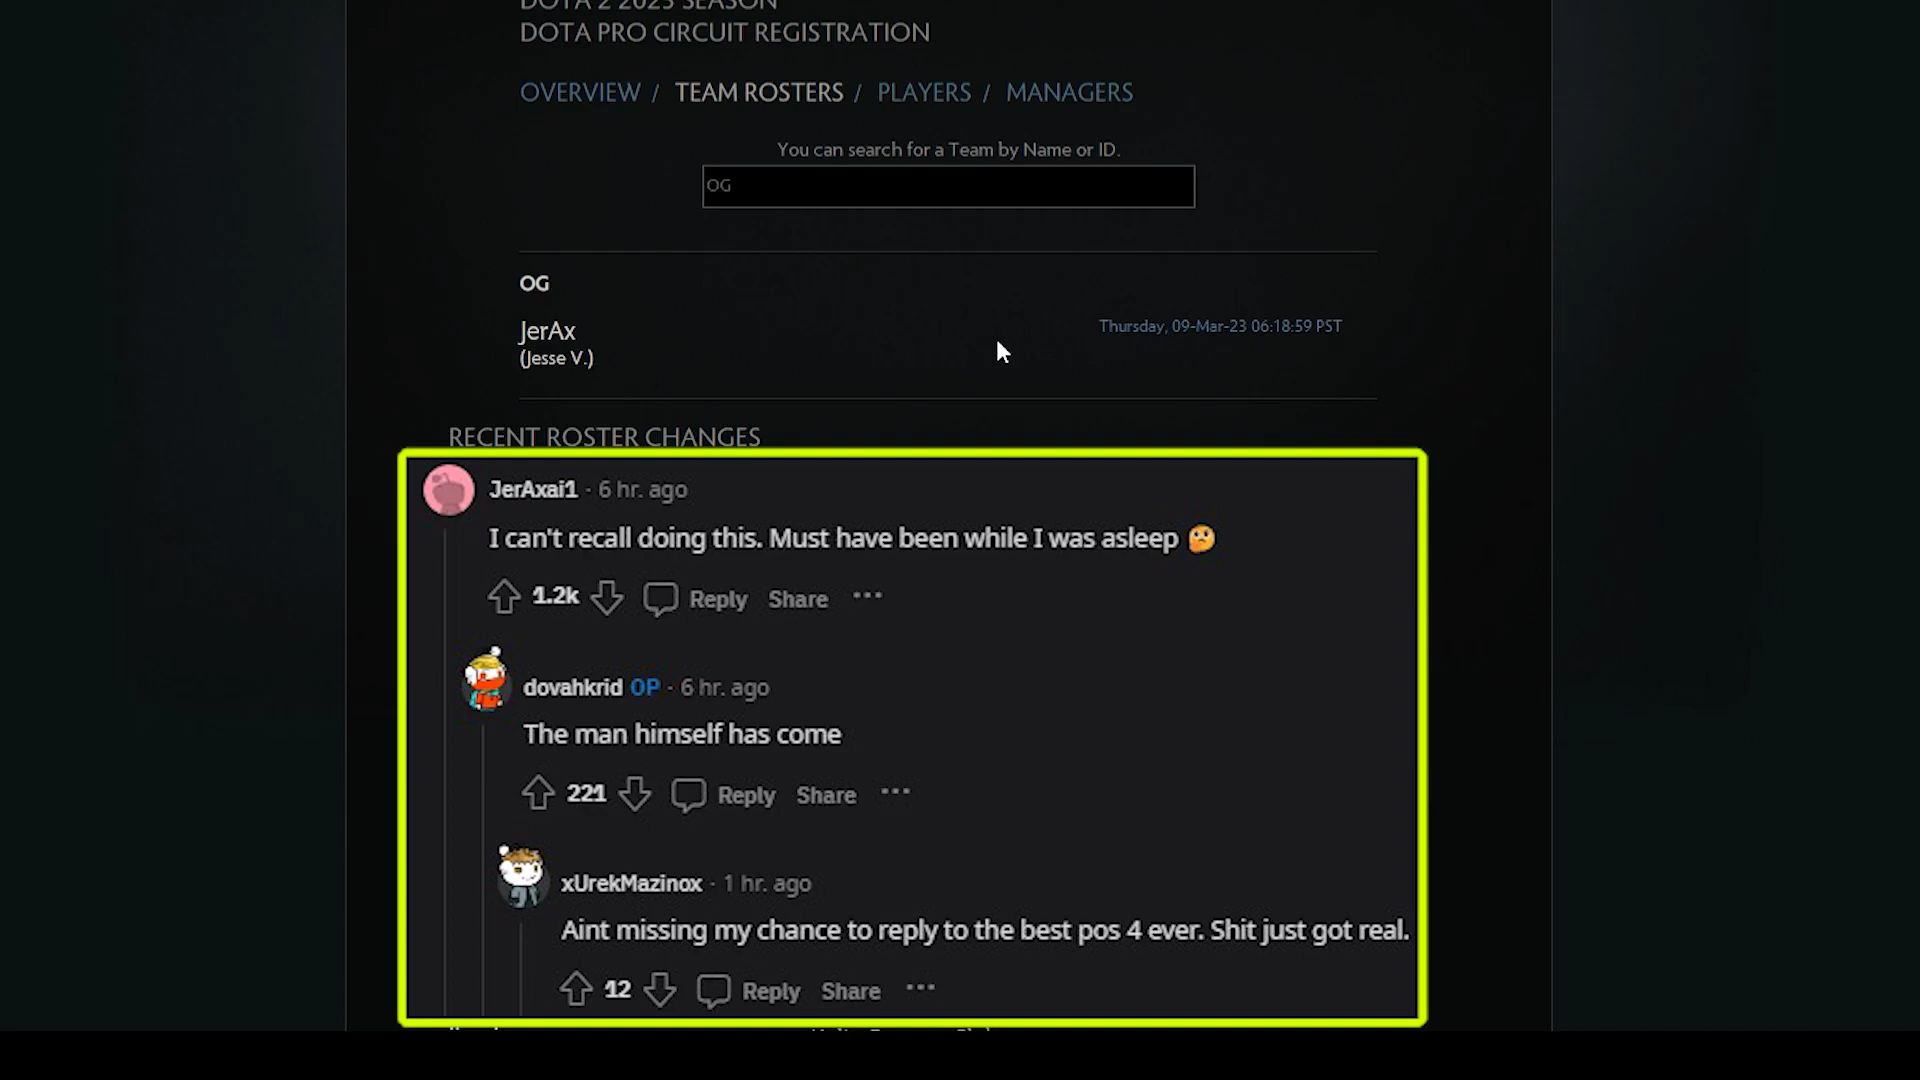 DOTA 2 2023 SEASON
DOTA PRO CIRCUIT REGISTRATION
OVERVIEW / TEAM ROSTERS / PLAYERS / MANAGERS
You can search for a Team by Name or ID.
OG
OG
JerAx
Thursday, 09-Mar-23 06:18:59 PST
(Jesse V.)
RECENT ROSTER CHANGES
JerAxai1 · 6 hr. ago
I can't recall doing this. Must have been while I was asleep 🤔
1.2k Reply Share ···
dovahkrid OP · 6 hr. ago
The man himself has come
221 Reply Share ···
xUrekMazinox · 1 hr. ago
Aint missing my chance to reply to the best pos 4 ever. Shit just got real.
12 Reply Share ···